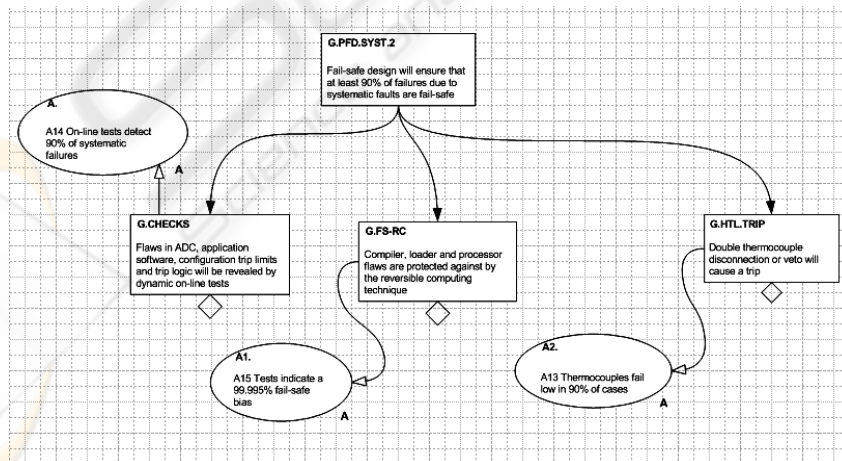 G.PFD.SYST.2
Fail-safe design will ensure that
at least 90% of failures due to
systematic faults are fail-safe
A.
A14 On-line tests detect
90% of systematic
failures
A
G.CHECKS
Flaws in ADC, application
software, configuration trip limits
and trip logic will be revealed by
dynamic on-line tests
G.FS-RC
Compiler, loader and processor
flaws are protected against by
the reversible computing
technique
G.HTL.TRIP
Double thermocouple
disconnection or veto will
cause a trip
A1.
A15 Tests indicate a
99.995% fail-safe
bias
A
A2.
A13 Thermocouples fail
low in 90% of cases
A